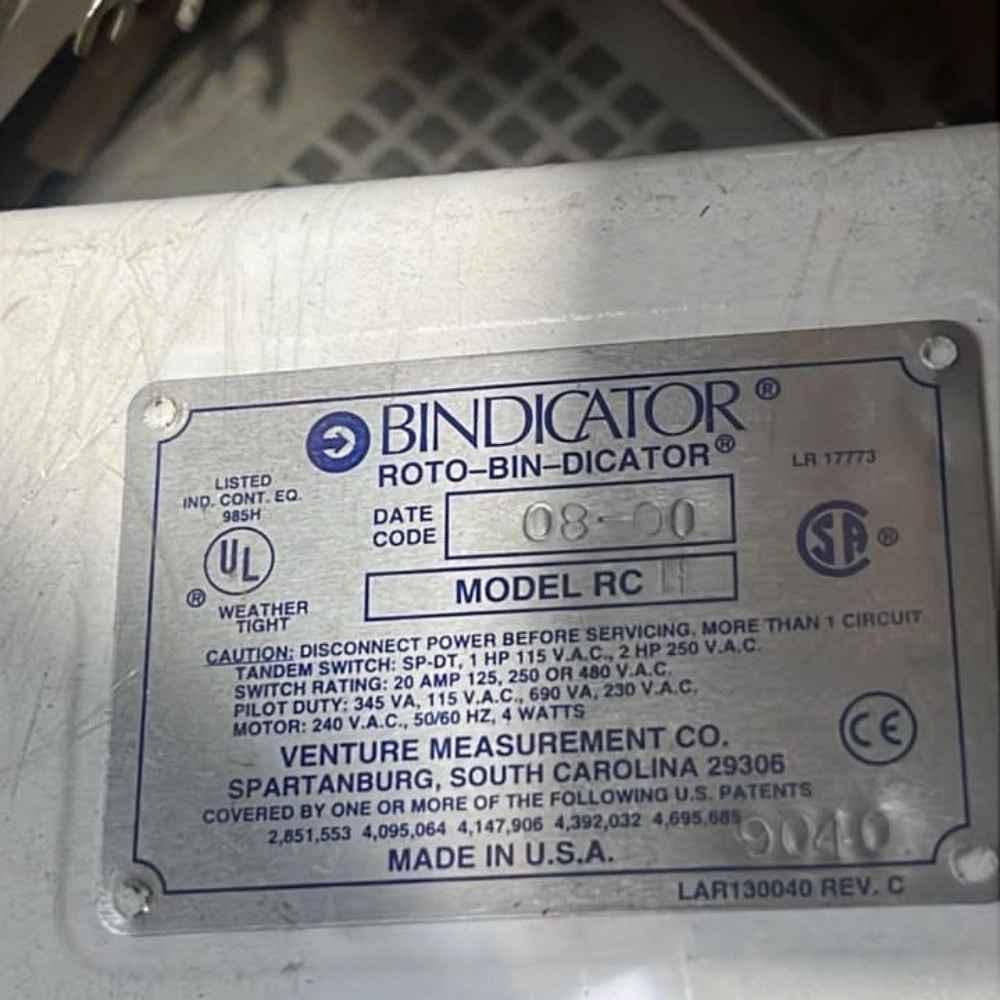 BINDICATOR®
ROTO-BIN-DICATOR®
LR 17773
LISTED
IND. CONT. EQ.
985H
UL
®
WEATHER
TIGHT
DATE
CODE
08-00
SA ®
MODEL RC
CAUTION: DISCONNECT POWER BEFORE SERVICING. MORE THAN 1 CIRCUIT
TANDEM SWITCH: SP-DT, 1 HP 115 V.A.C., 2 HP 250 V.A.C.
SWITCH RATING: 20 AMP 125, 250 OR 480 V.A.C.
PILOT DUTY: 345 VA, 115 V.A.C., 690 VA, 230 V.A.C.
MOTOR: 240 V.A.C., 50/60 HZ, 4 WATTS
CE
VENTURE MEASUREMENT CO.
SPARTANBURG, SOUTH CAROLINA 29306
COVERED BY ONE OR MORE OF THE FOLLOWING U.S. PATENTS
2,851,553 4,095,064 4,147,906 4,392,032 4,695,685
9040
MADE IN U.S.A.
LAR130040 REV. C